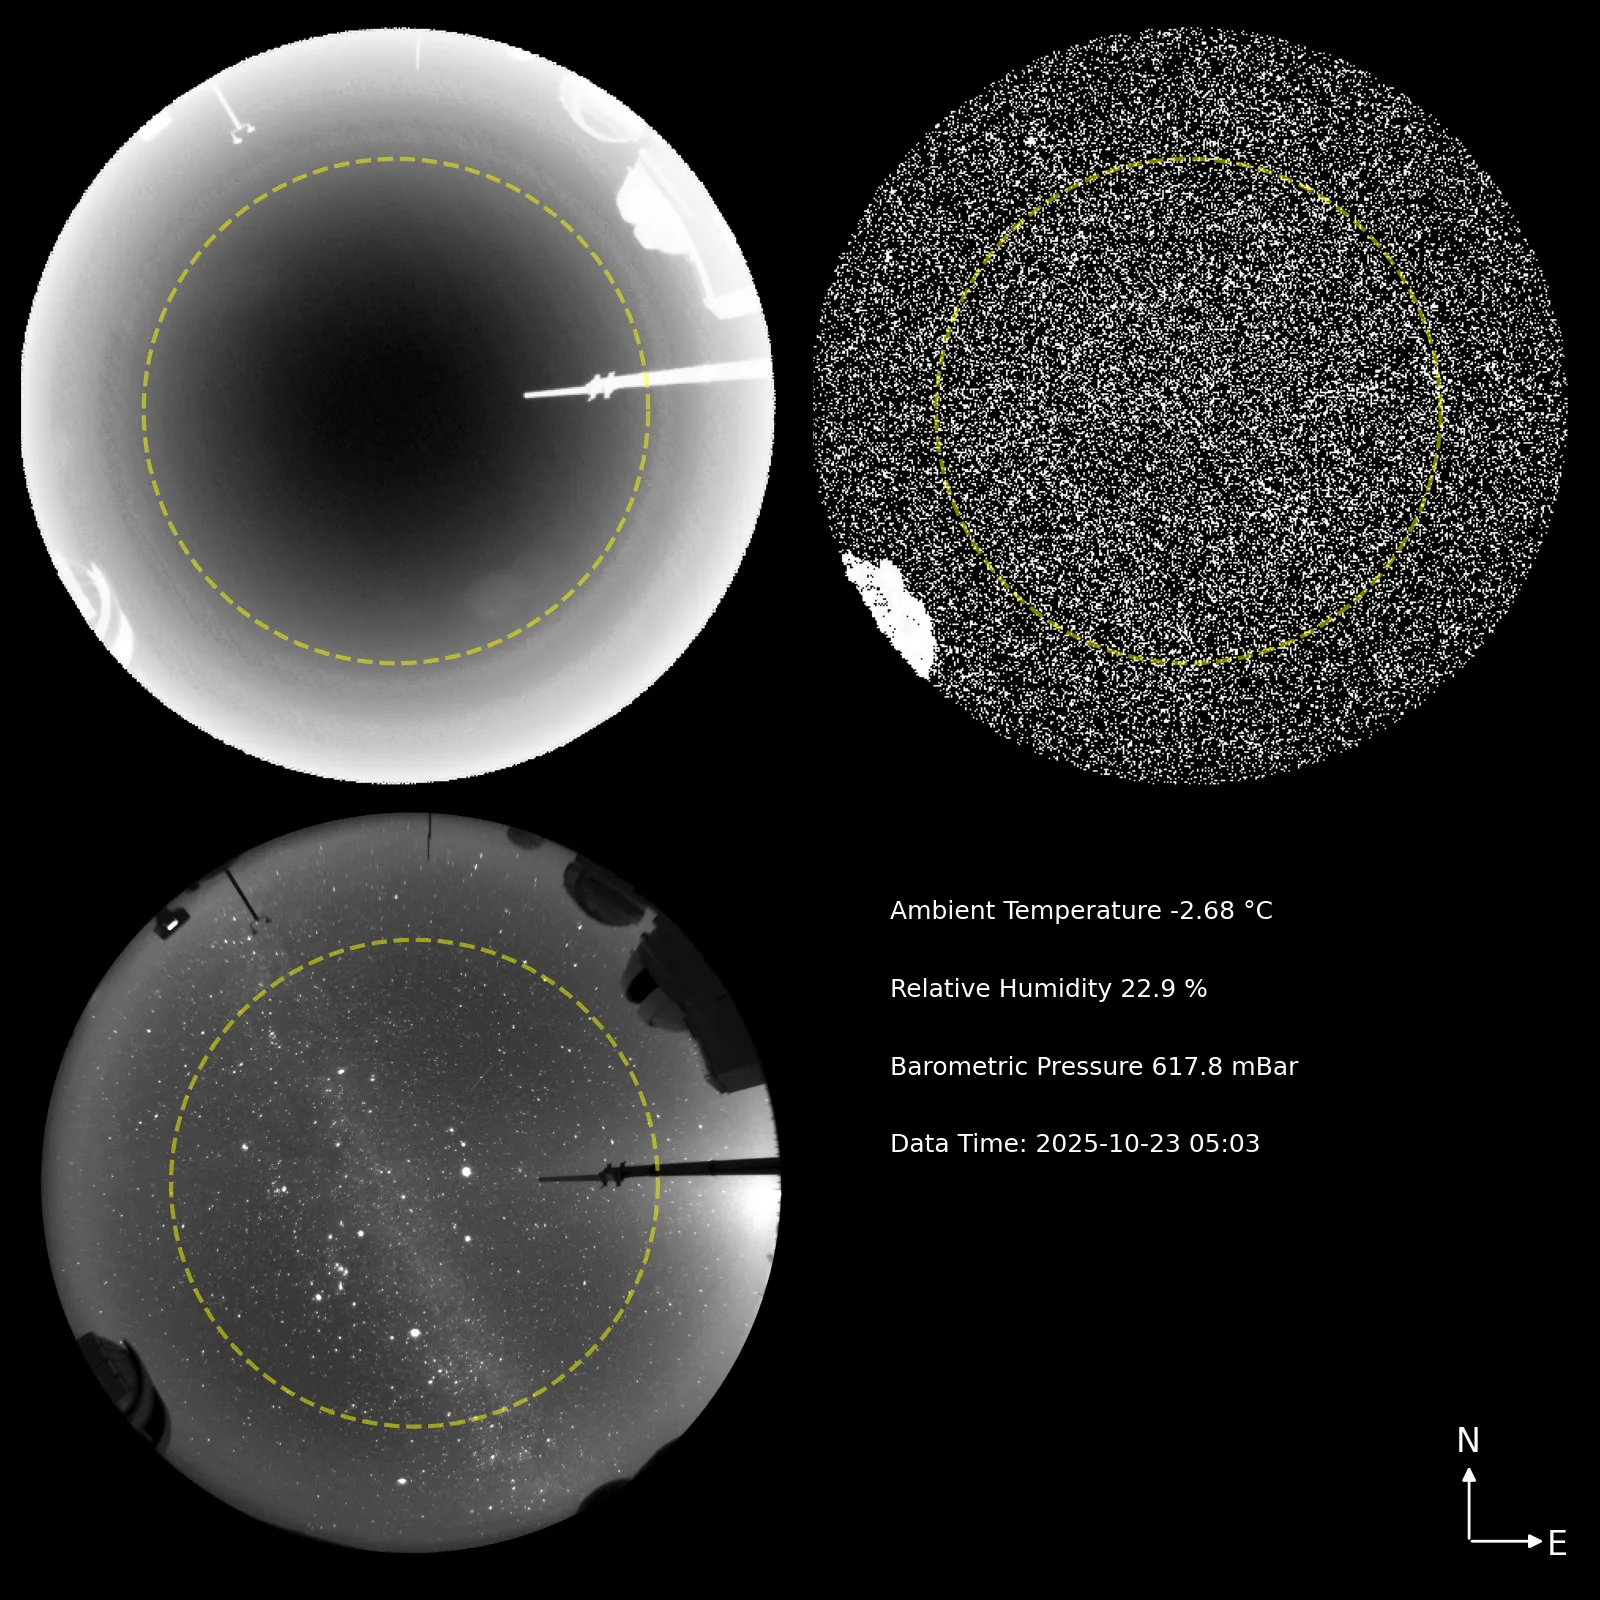 Ambient Temperature -2.68 °C
Relative Humidity 22.9 %
Barometric Pressure 617.8 mBar
Data Time: 2025-10-23 05:03
N
E